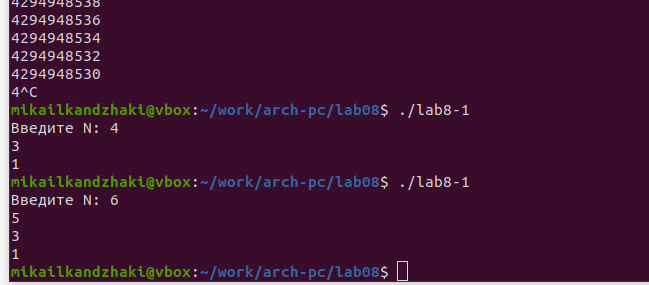 4294948538
4294948536
4294948534
4294948532
4294948530
4^C
mikailkandzhaki@vbox:~/work/arch-pc/lab08$ ./lab8-1
Введите N: 4
3
1
mikailkandzhaki@vbox:~/work/arch-pc/lab08$ ./lab8-1
Введите N: 6
5
3
1
mikailkandzhaki@vbox:~/work/arch-pc/lab08$